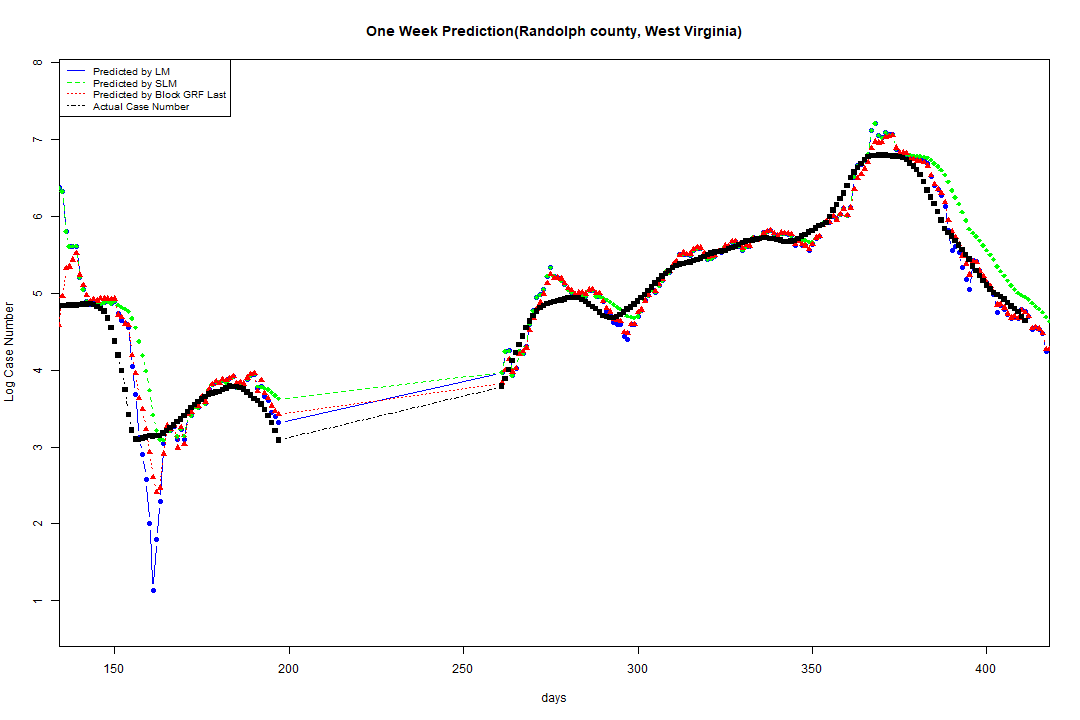 One Week Prediction(Randolph county, West Virginia)
Predicted by LM
Predicted by SLM
Predicted by Block GRF Last
Actual Case Number
8
7
6
5
4
3
2
1
Log Case Number
150 200 250 300 350 400
days